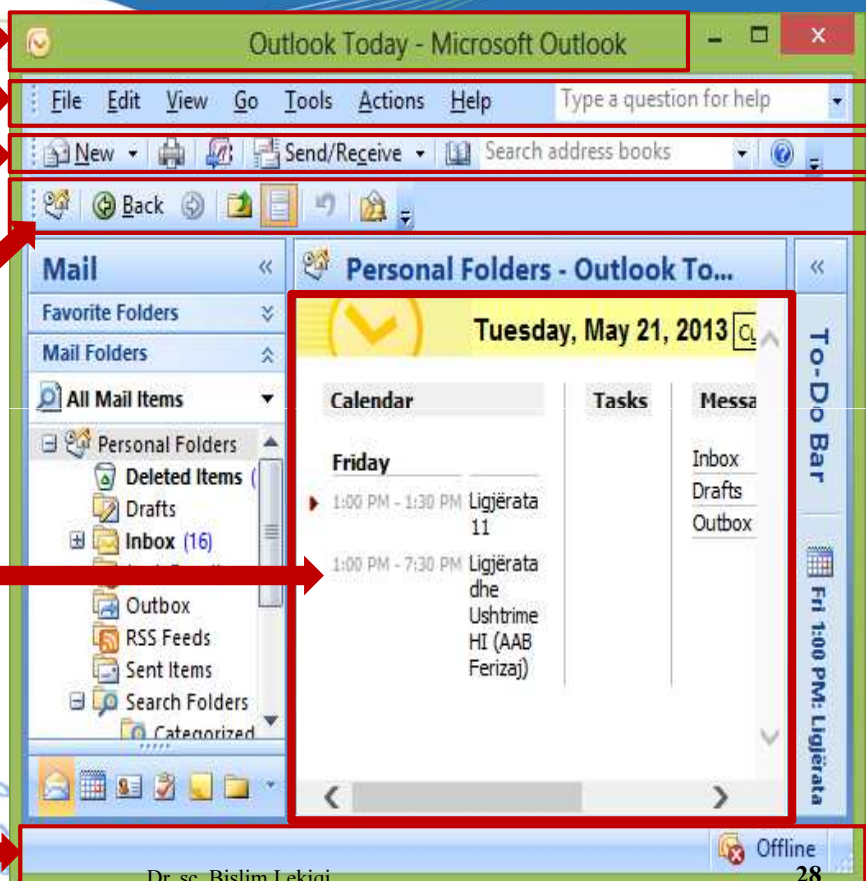 Outlook Today - Microsoft Outlook
File Edit View Go Tools Actions Help Type a question for help
New Send/Receive Search address books
Back
Mail
Favorite Folders
Mail Folders
All Mail Items
Personal Folders
Deleted Items (
Drafts
Inbox (16)
Outbox
RSS Feeds
Sent Items
Search Folders
Categorized
Personal Folders - Outlook To...
Tuesday, May 21, 2013
Calendar
Friday
1:00 PM - 1:30 PM Ligjërata
11
1:00 PM - 7:30 PM Ligjërata
dhe
Ushtrime
HI (AAB
Ferizaj)
Tasks
Messa
Inbox
Drafts
Outbox
To-Do Bar
Fri 1:00 PM: Ligjërata
Offline
Dr. sc. Bislim Lekiqi
28